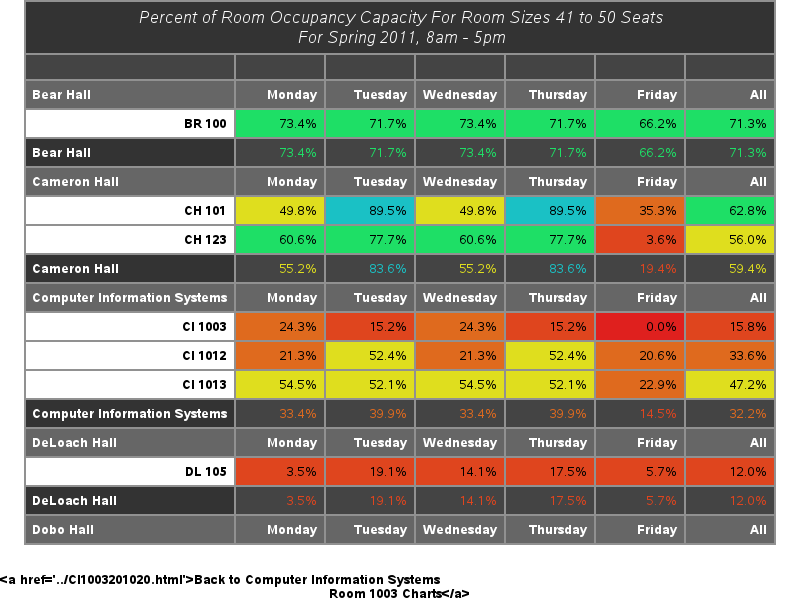 Percent of Room Occupancy Capacity For Room Sizes 41 to 50 Seats
For Spring 2011, 8am - 5pm
Bear Hall Monday Tuesday Wednesday Thursday Friday All
BR 100 73.4% 71.7% 73.4% 71.7% 66.2% 71.3%
Bear Hall 73.4% 71.7% 73.4% 71.7% 66.2% 71.3%
Cameron Hall Monday Tuesday Wednesday Thursday Friday All
CH 101 49.8% 89.5% 49.8% 89.5% 35.3% 62.8%
CH 123 60.6% 77.7% 60.6% 77.7% 3.6% 56.0%
Cameron Hall 55.2% 83.6% 55.2% 83.6% 19.4% 59.4%
Computer Information Systems Monday Tuesday Wednesday Thursday Friday All
CI 1003 24.3% 15.2% 24.3% 15.2% 0.0% 15.8%
CI 1012 21.3% 52.4% 21.3% 52.4% 20.6% 33.6%
CI 1013 54.5% 52.1% 54.5% 52.1% 22.9% 47.2%
Computer Information Systems 33.4% 39.9% 33.4% 39.9% 14.5% 32.2%
DeLoach Hall Monday Tuesday Wednesday Thursday Friday All
DL 105 3.5% 19.1% 14.1% 17.5% 5.7% 12.0%
DeLoach Hall 3.5% 19.1% 14.1% 17.5% 5.7% 12.0%
Dobo Hall Monday Tuesday Wednesday Thursday Friday All
<a href='../CI1003201020.html'>Back to Computer Information Systems
Room 1003 Charts</a>